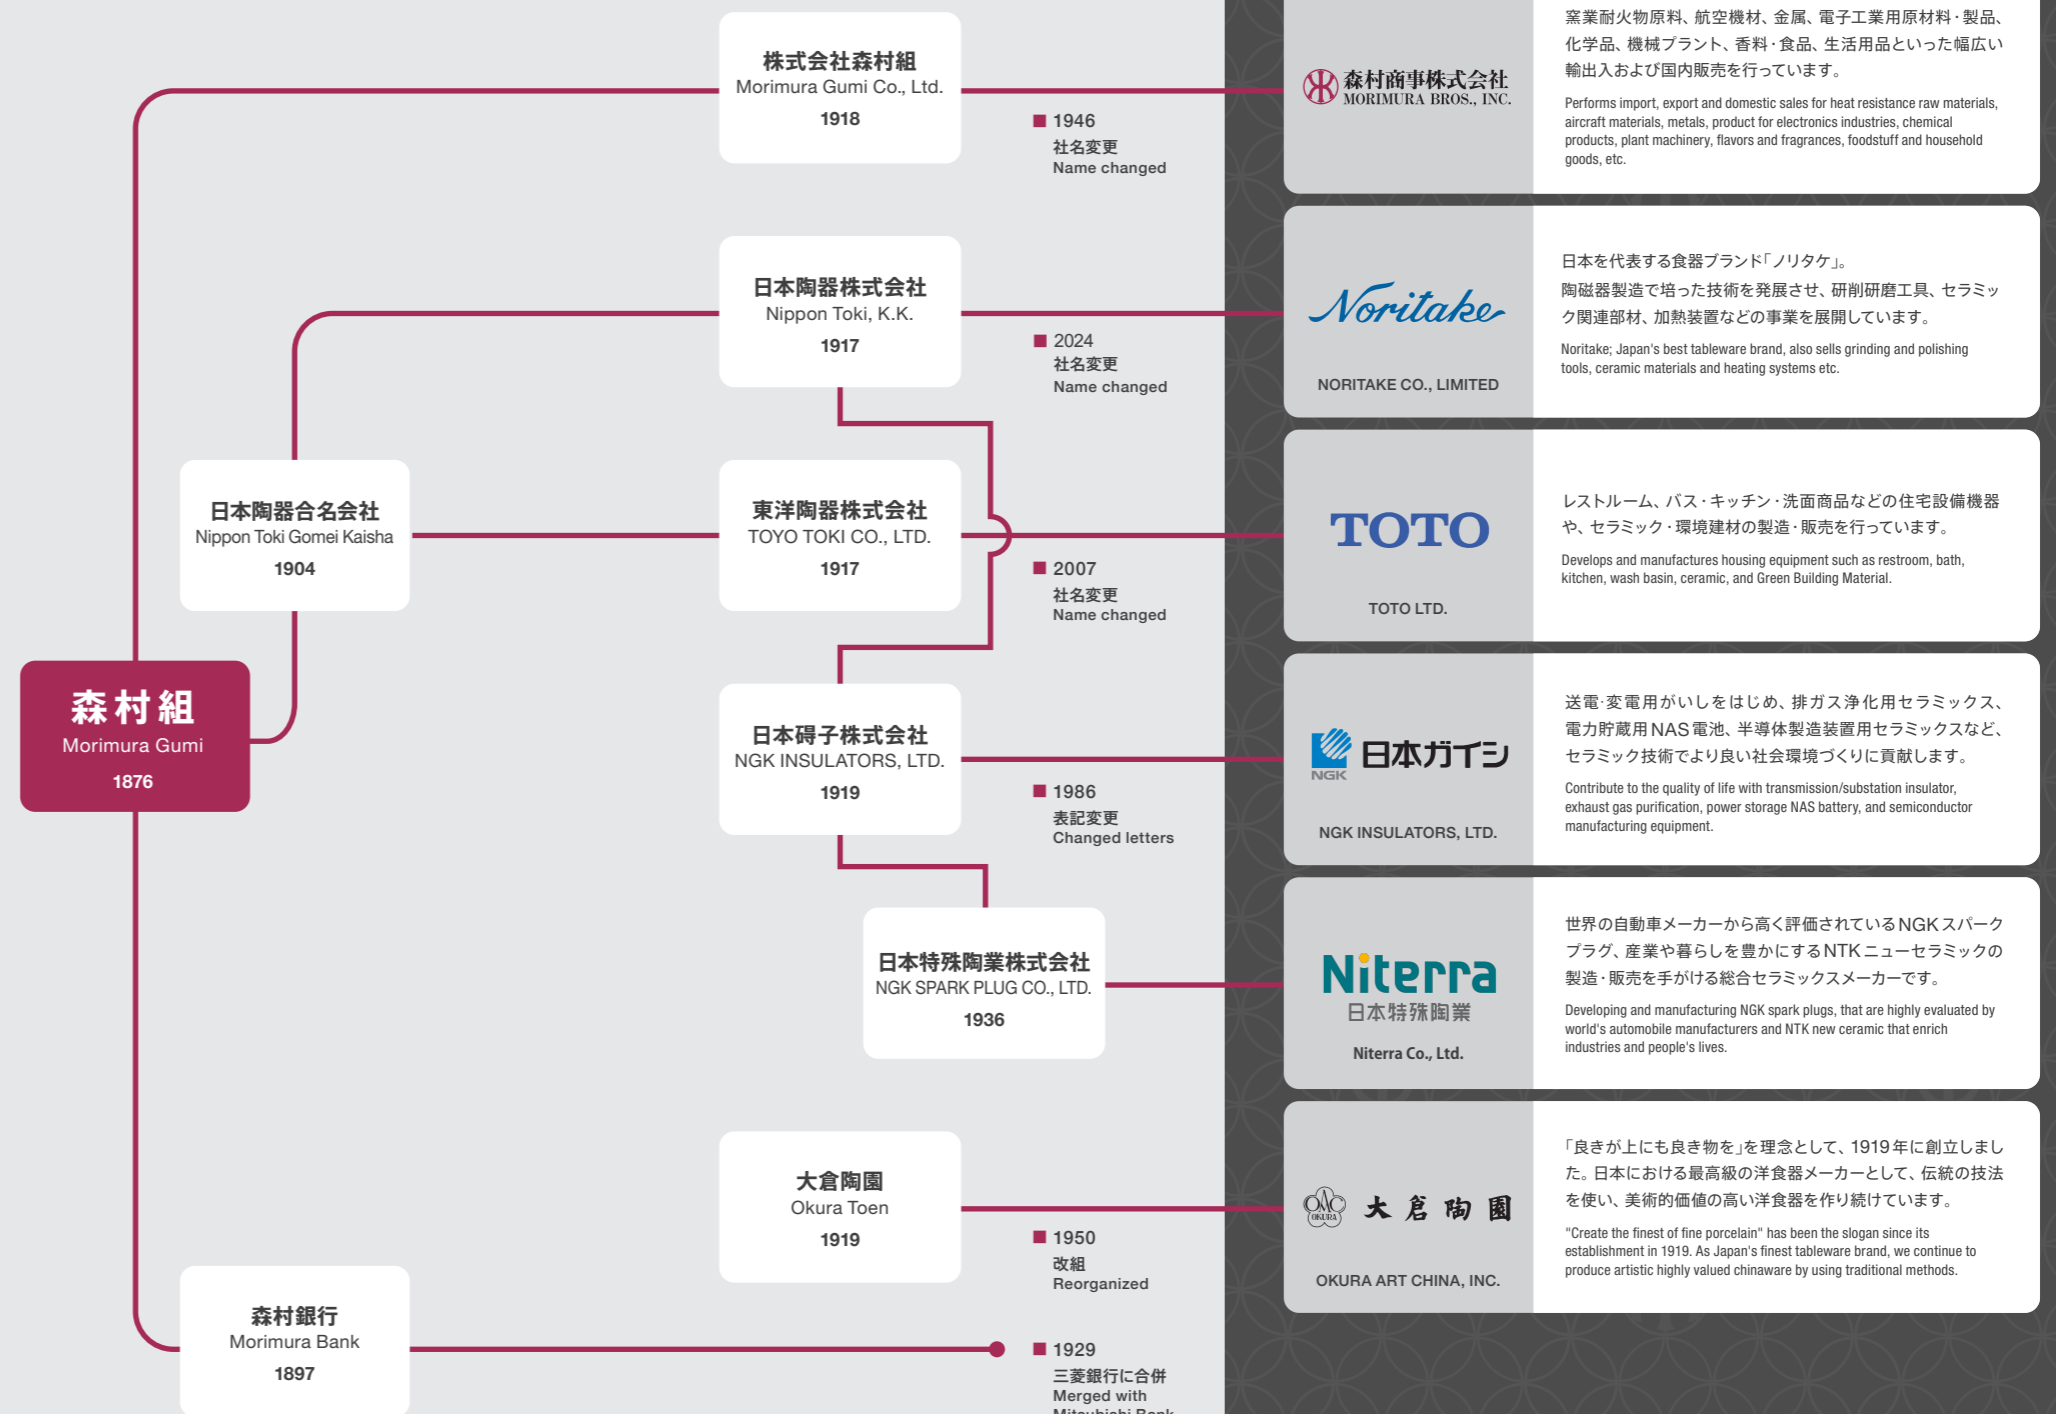 株式会社森村組
Morimura Gumi Co., Ltd.
1918
1946
社名変更
Name changed
森村商事株式会社
MORIMURA BROS., INC.
窯業耐火物原料、航空機材、金属、電子工業用原材料・製品、
化学品、機械プラント、香料・食品、生活用品といった幅広い
輸出入および国内販売を行っています。
Performs import, export and domestic sales for heat resistance raw materials,
aircraft materials, metals, product for electronics industries, chemical
products, plant machinery, flavors and fragrances, foodstuff and household
goods, etc.
日本陶器株式会社
Nippon Toki, K.K.
1917
2024
社名変更
Name changed
Noritake
NORITAKE CO., LIMITED
日本を代表する食器ブランド「ノリタケ」。
陶磁器製造で培った技術を発展させ、研削研磨工具、セラミッ
ク関連部材、加熱装置などの事業を展開しています。
Noritake; Japan's best tableware brand, also sells grinding and polishing
tools, ceramic materials and heating systems etc.
日本陶器合名会社
Nippon Toki Gomei Kaisha
1904
東洋陶器株式会社
TOYO TOKI CO., LTD.
1917
2007
社名変更
Name changed
TOTO
TOTO LTD.
レストルーム、バス・キッチン・洗面商品などの住宅設備機器
や、セラミック・環境建材の製造・販売を行っています。
Develops and manufactures housing equipment such as restroom, bath,
kitchen, wash basin, ceramic, and Green Building Material.
森村組
Morimura Gumi
1876
日本碍子株式会社
NGK INSULATORS, LTD.
1919
1986
表記変更
Changed letters
NGK
日本ガイシ
NGK INSULATORS, LTD.
送電・変電用がいしをはじめ、排ガス浄化用セラミックス、
電力貯蔵用NAS電池、半導体製造装置用セラミックスなど、
セラミック技術でより良い社会環境づくりに貢献します。
Contribute to the quality of life with transmission/substation insulator,
exhaust gas purification, power storage NAS battery, and semiconductor
manufacturing equipment.
日本特殊陶業株式会社
NGK SPARK PLUG CO., LTD.
1936
Niterra
日本特殊陶業
Niterra Co., Ltd.
世界の自動車メーカーから高く評価されているNGKスパーク
プラグ、産業や暮らしを豊かにするNTKニューセラミックの
製造・販売を手がける総合セラミックスメーカーです。
Developing and manufacturing NGK spark plugs, that are highly evaluated by
world's automobile manufacturers and NTK new ceramic that enrich
industries and people's lives.
大倉陶園
Okura Toen
1919
1950
改組
Reorganized
OAC
OKURA
大倉陶園
OKURA ART CHINA, INC.
「良きが上にも良き物を」を理念として、1919年に創立しまし
た。日本における最高級の洋食器メーカーとして、伝統の技法
を使い、美術的価値の高い洋食器を作り続けています。
"Create the finest of fine porcelain" has been the slogan since its
establishment in 1919. As Japan's finest tableware brand, we continue to
produce artistic highly valued chinaware by using traditional methods.
森村銀行
Morimura Bank
1897
1929
三菱銀行に合併
Merged with
Mitsubishi Bank